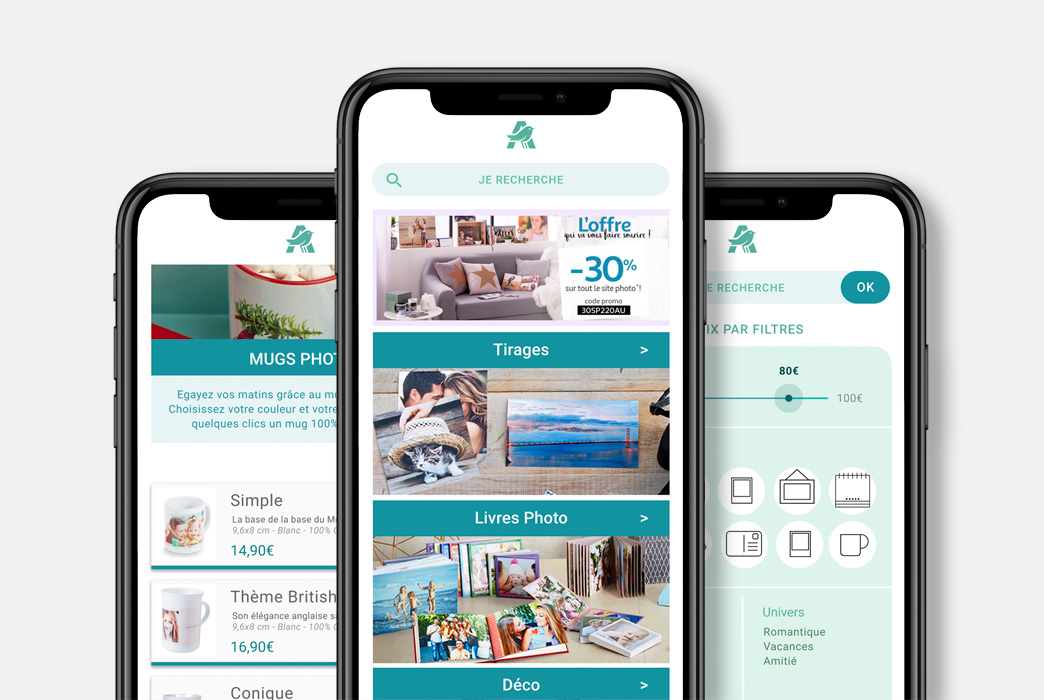 MUGS PHOT
Egayez vos matins grâce au mu
Choisissez votre couleur et votre
quelques clics un mug 100%
Simple
La base de la base du M
9,6x8 cm - Blanc - 100%
14,90€
Thème British
Son élégance anglaise sa
9,6x8 cm - Blanc - 100%
16,90€
Conique
JE RECHERCHE
L'offre
qui va vous faire sourire !
-30%
sur tout le site photo*!
code promo
30SP220AU
Tirages >
Livres Photo >
Déco >
E RECHERCHE
OK
IX PAR FILTRES
80€
100€
Univers
Romantique
Vacances
Amitié